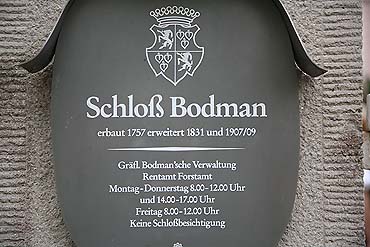 Schloß Bodman
erbaut 1757 erweitert 1831 und 1907/09
Gräfl. Bodman'sche Verwaltung
Rentamt Forstamt
Montag-Donnerstag 8.00-12.00 Uhr
und 14.00-17.00 Uhr
Freitag 8.00-12.00 Uhr
Keine Schloßbesichtigung